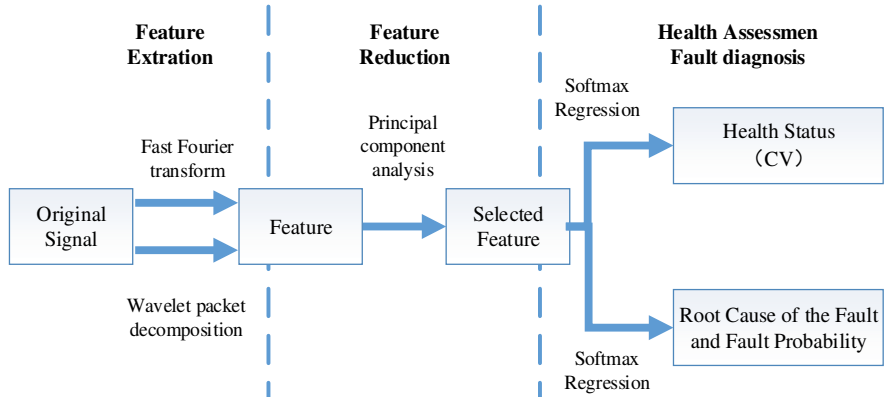 Feature
Extration
Feature
Reduction
Health Assessmen
Fault diagnosis
Fast Fourier
transform
Principal
component
analysis
Softmax
Regression
Original
Signal
Feature
Selected
Feature
Health Status
（CV）
Wavelet packet
decomposition
Root Cause of the Fault
and Fault Probability
Softmax
Regression